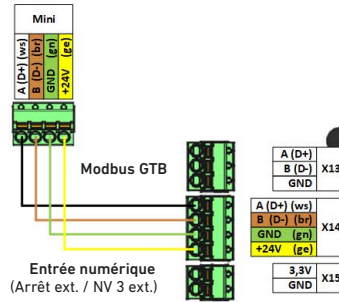 Mini
A (D+) (ws)
B (D-) (br)
GND (gn)
+24V (ge)
Modbus GTB
A (D+)
B (D-)
GND
X13
A (D+) (ws)
B (D-) (br)
GND (gn)
+24V (ge)
X14
Entrée numérique
(Arrêt ext. / NV 3 ext.)
3,3V
GND
X15